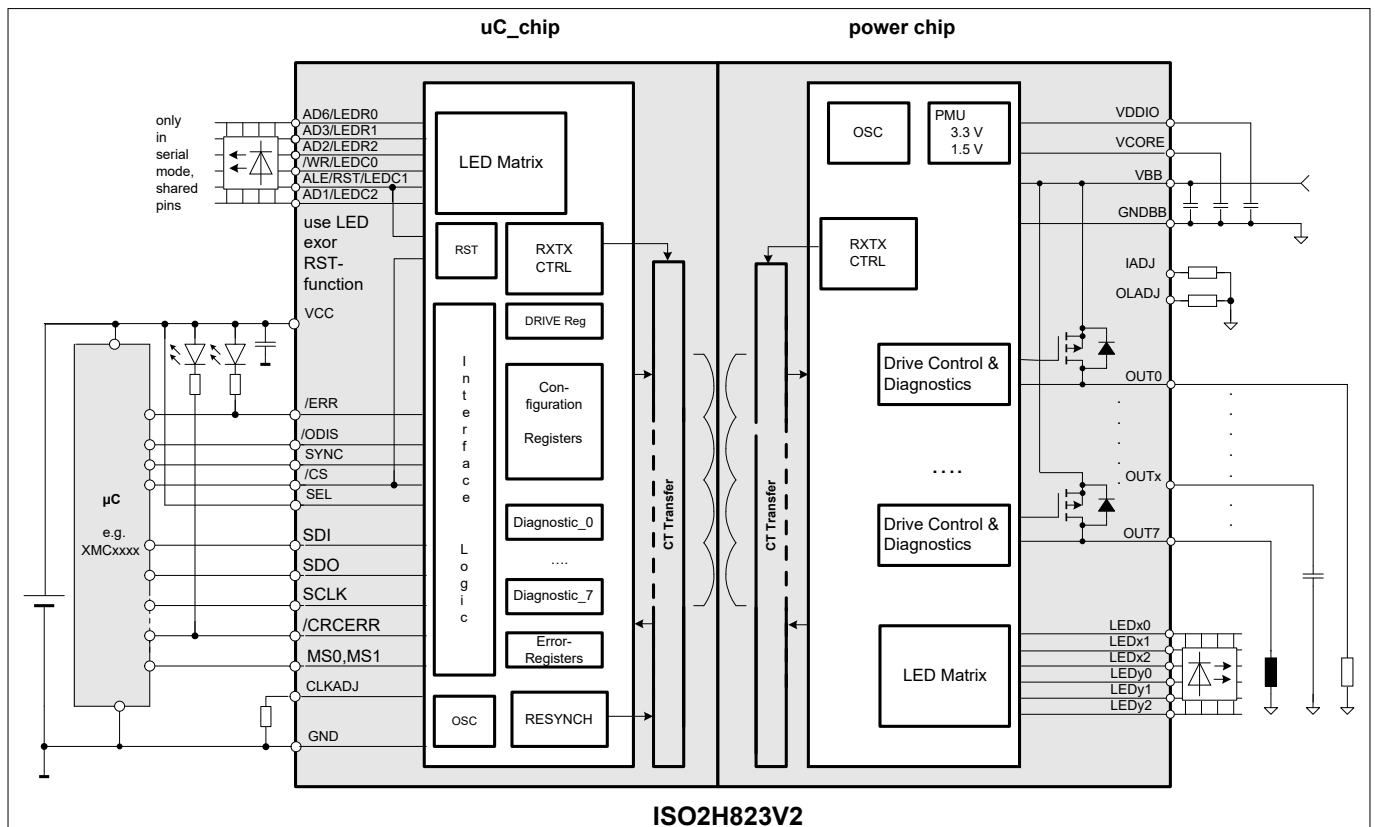 uC_chip
power chip
only
in
serial
mode,
shared
pins
AD6/LEDR0
AD3/LEDR1
AD2/LEDR2
/WR/LEDC0
ALE/RST/LEDC1
AD1/LEDC2
use LED
exor
RST-
function
VCC
/ERR
/ODIS
SYNC
/CS
SEL
SDI
SDO
SCLK
/CRCERR
MS0,MS1
CLKADJ
GND
µC
e.g.
XMCxxxx
LED Matrix
RST
RXTX
CTRL
DRIVE Reg
Interface Logic
Con-
figuration
Registers
Diagnostic_0
....
Diagnostic_7
Error-
Registers
OSC
RESYNCH
CT Transfer
CT Transfer
OSC
PMU
3.3 V
1.5 V
RXTX
CTRL
Drive Control &
Diagnostics
....
Drive Control &
Diagnostics
LED Matrix
VDDIO
VCORE
VBB
GNDBB
IADJ
OLADJ
OUT0
OUTx
OUT7
LEDx0
LEDx1
LEDx2
LEDy0
LEDy1
LEDy2
ISO2H823V2